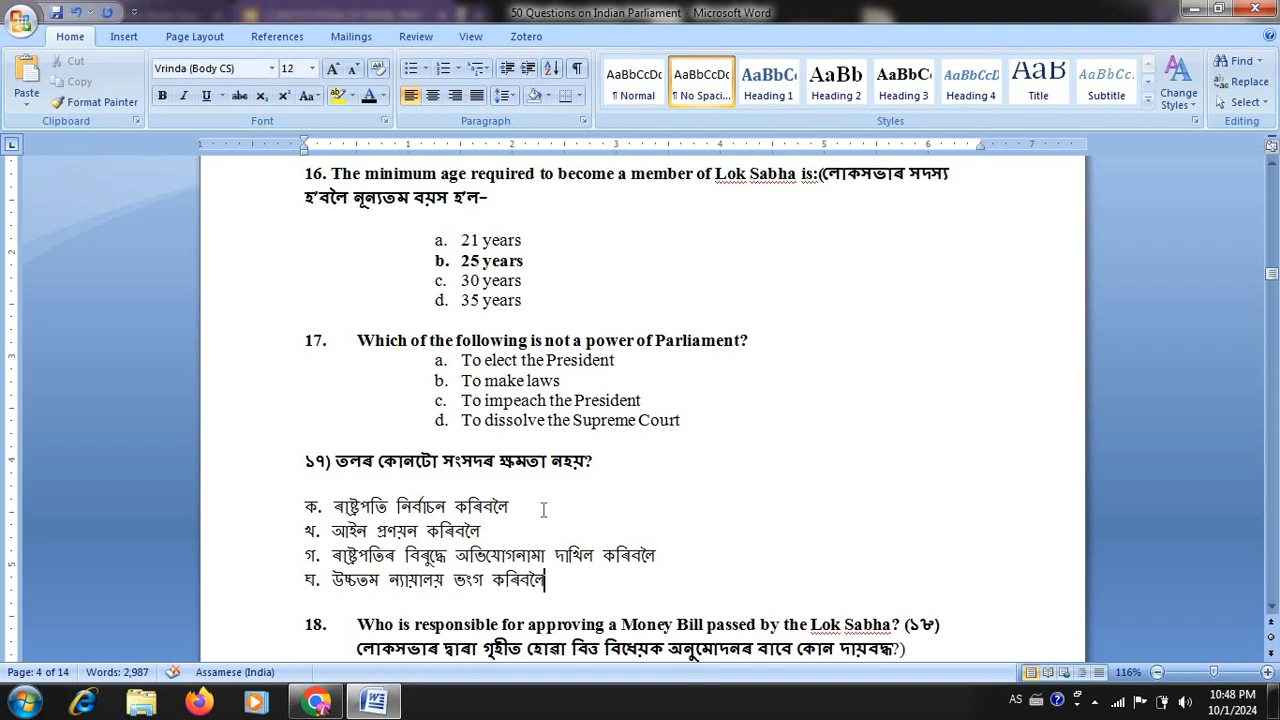 50 Questions on Indian Parliament - Microsoft Word
Home Insert Page Layout References Mailings Review View Zotero
Paste Cut Copy Format Painter
Vrinda (Body CS) 12
AaBbCcDc AaBbCcDc AaBbC AaBb AaBbC AaBbCcD AaB AaBbCcD
¶ Normal ¶ No Spaci... Heading 1 Heading 2 Heading 3 Heading 4 Title Subtitle
Change Styles
Find Replace Select
Clipboard Font Paragraph Styles Editing
16. The minimum age required to become a member of Lok Sabha is:(লোকসভাৰ সদস্য
হ’বলৈ নূন্যতম বয়স হ’ল–
a. 21 years
b. 25 years
c. 30 years
d. 35 years
17. Which of the following is not a power of Parliament?
a. To elect the President
b. To make laws
c. To impeach the President
d. To dissolve the Supreme Court
১৭) তলৰ কোনটো সংসদৰ ক্ষমতা নহয়?
ক. ৰাষ্ট্ৰপতি নিৰ্বাচন কৰিবলৈ
খ. আইন প্ৰণয়ন কৰিবলৈ
গ. ৰাষ্ট্ৰপতিৰ বিৰুদ্ধে অভিযোগনামা দাখিল কৰিবলৈ
ঘ. উচ্চতম ন্যায়ালয় ভংগ কৰিবলৈ
18. Who is responsible for approving a Money Bill passed by the Lok Sabha? (১৮)
লোকসভাৰ দ্বাৰা গৃহীত হোৱা বিত্ত বিধেয়ক অনুমোদনৰ বাবে কোন দায়বদ্ধ?)
Page: 4 of 14 Words: 2,987 Assamese (India) 116%
AS 10:48 PM
10/1/2024